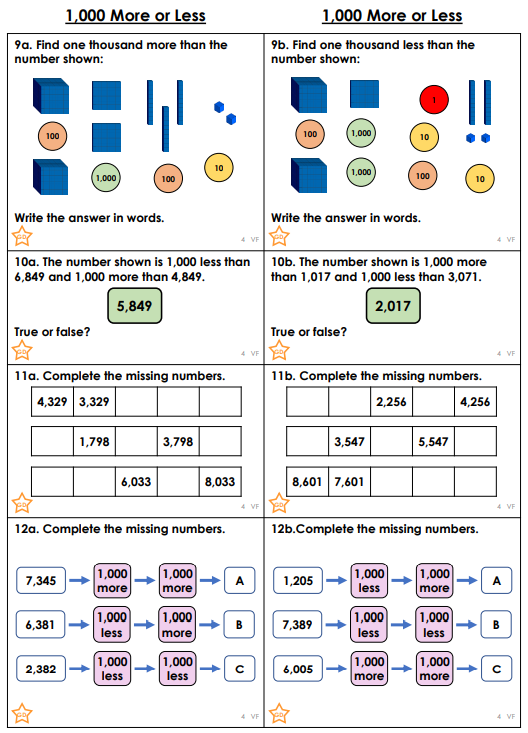 1,000 More or Less
1,000 More or Less
9a. Find one thousand more than the
number shown:
100
1,000
100
10
Write the answer in words.
GD
4 VF
9b. Find one thousand less than the
number shown:
1
100
1,000
10
1,000
100
10
Write the answer in words.
GD
4 VF
10a. The number shown is 1,000 less than
6,849 and 1,000 more than 4,849.
5,849
True or false?
GD
4 VF
10b. The number shown is 1,000 more
than 1,017 and 1,000 less than 3,071.
2,017
True or false?
GD
4 VF
11a. Complete the missing numbers.
4,329 3,329
1,798 3,798
6,033 8,033
GD
4 VF
11b. Complete the missing numbers.
2,256 4,256
3,547 5,547
8,601 7,601
GD
4 VF
12a. Complete the missing numbers.
7,345 1,000 more 1,000 more A
6,381 1,000 less 1,000 more B
2,382 1,000 less 1,000 less C
GD
4 VF
12b.Complete the missing numbers.
1,205 1,000 less 1,000 more A
7,389 1,000 less 1,000 less B
6,005 1,000 more 1,000 more C
GD
4 VF